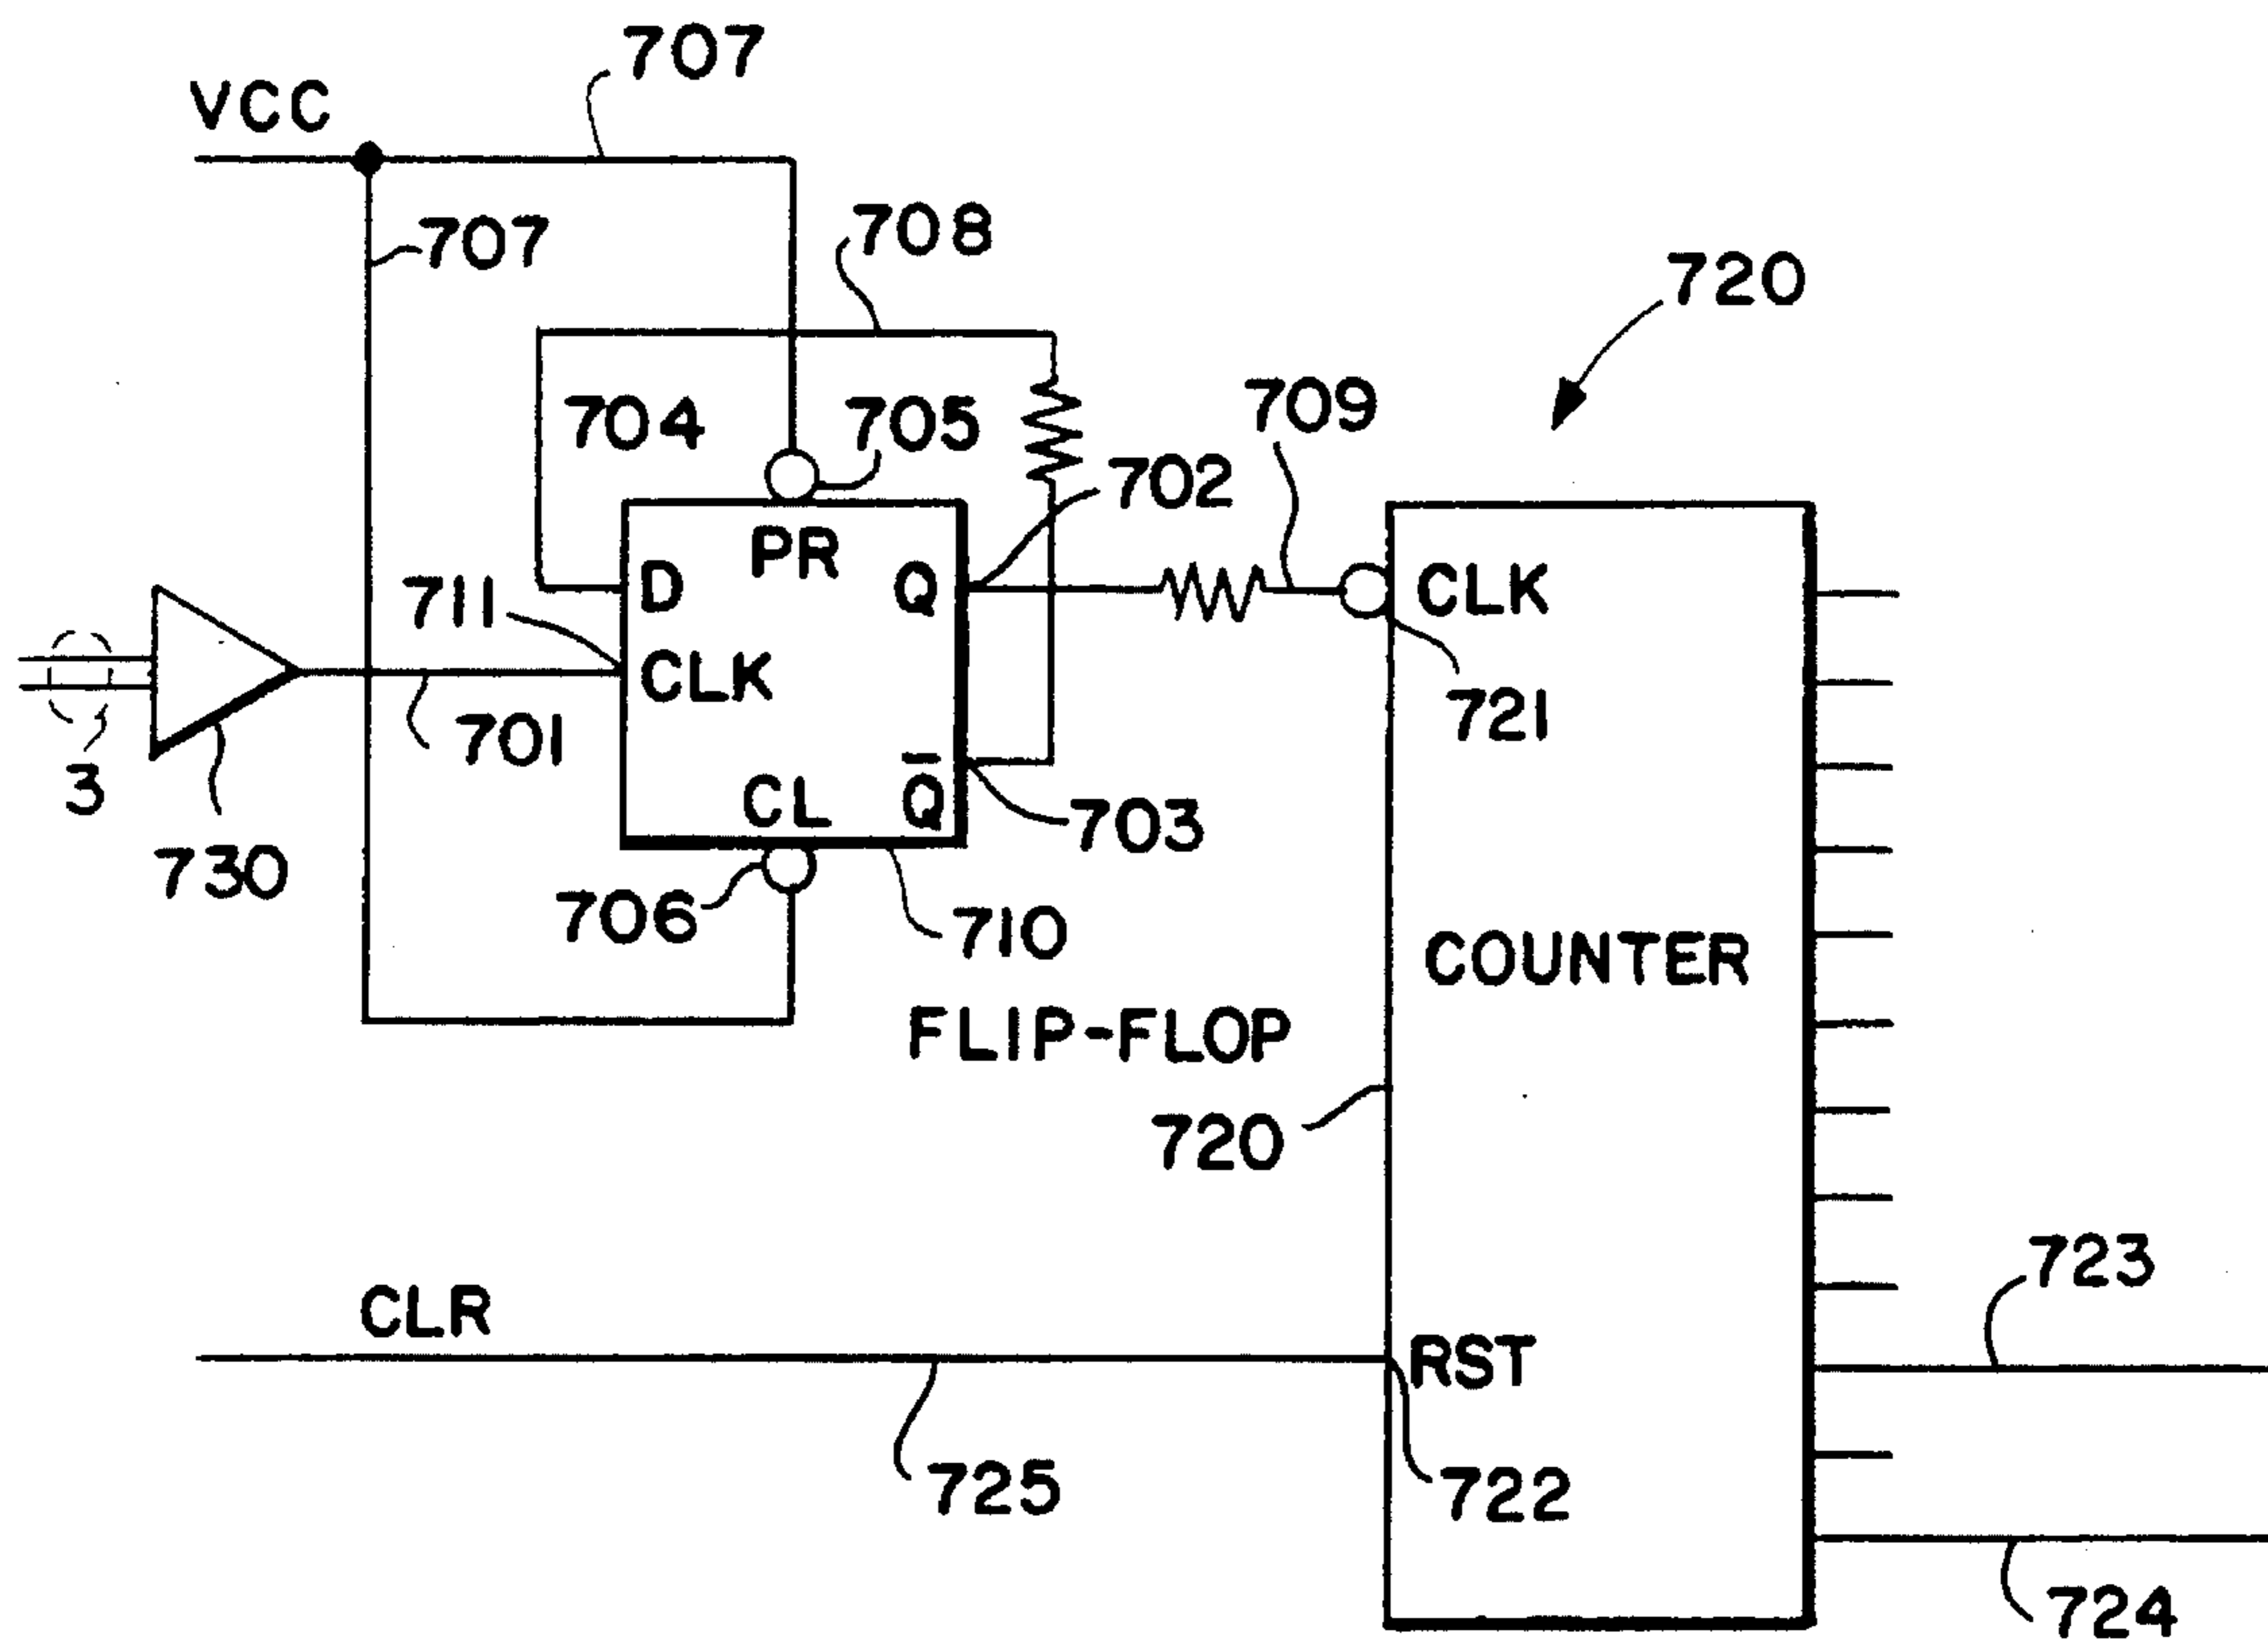 707
VCC
707
708
720
704
705
709
702
PR
D
Q
CLK
711
CLK
701
721
3
730
CL
Q̅
703
706
710
COUNTER
FLIP-FLOP
720
723
CLR
RST
725
722
724